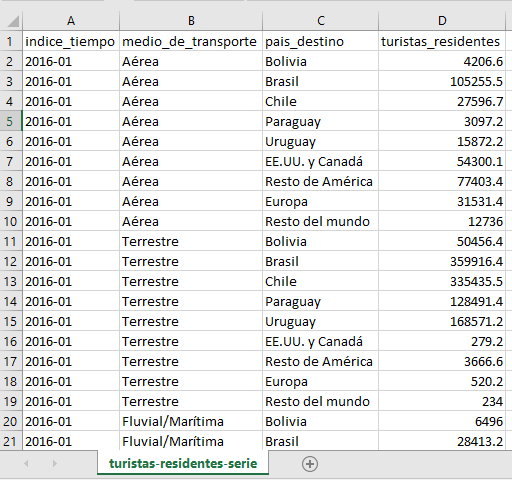 A B C D
1 indice_tiempo medio_de_transporte pais_destino turistas_residentes
2 2016-01 Aérea Bolivia 4206.6
3 2016-01 Aérea Brasil 105255.5
4 2016-01 Aérea Chile 27596.7
5 2016-01 Aérea Paraguay 3097.2
6 2016-01 Aérea Uruguay 15872.2
7 2016-01 Aérea EE.UU. y Canadá 54300.1
8 2016-01 Aérea Resto de América 77403.4
9 2016-01 Aérea Europa 31531.4
10 2016-01 Aérea Resto del mundo 12736
11 2016-01 Terrestre Bolivia 50456.4
12 2016-01 Terrestre Brasil 359916.4
13 2016-01 Terrestre Chile 335435.5
14 2016-01 Terrestre Paraguay 128491.4
15 2016-01 Terrestre Uruguay 168571.2
16 2016-01 Terrestre EE.UU. y Canadá 279.2
17 2016-01 Terrestre Resto de América 3666.6
18 2016-01 Terrestre Europa 520.2
19 2016-01 Terrestre Resto del mundo 234
20 2016-01 Fluvial/Marítima Bolivia 6496
21 2016-01 Fluvial/Marítima Brasil 28413.2
turistas-residentes-serie